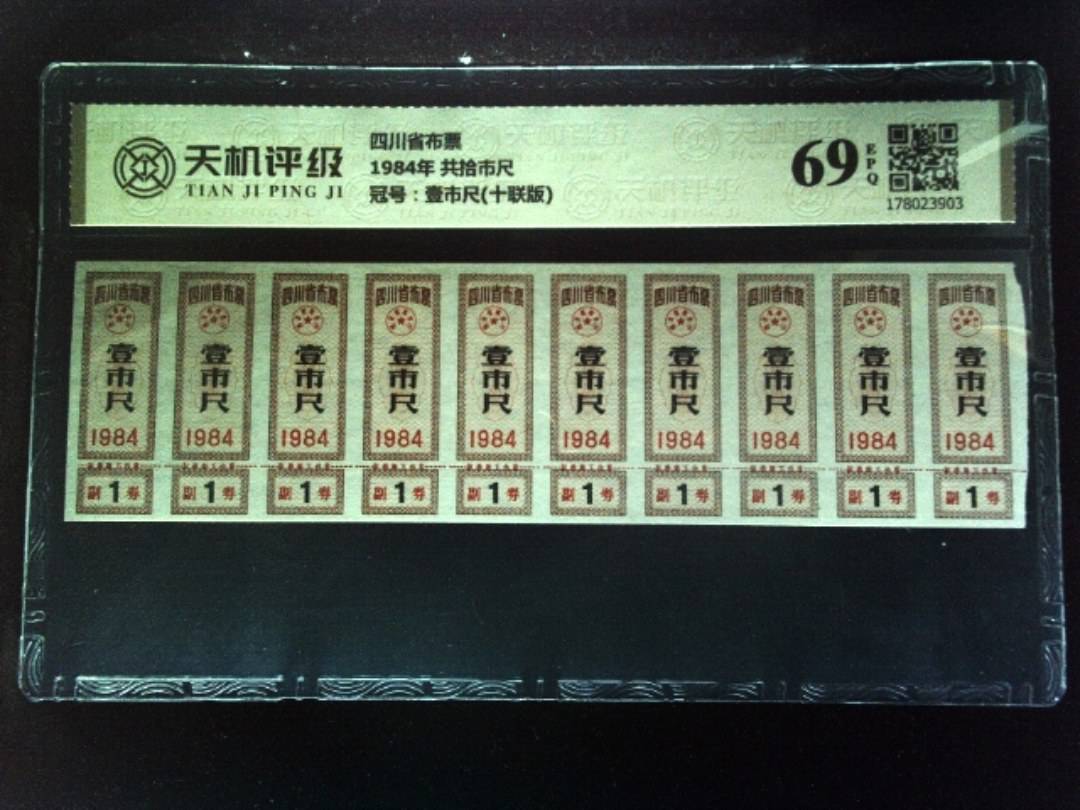 天机评级
TIAN JI PING JI
四川省布票
1984年 共拾市尺
冠号：壹市尺(十联版)
69
EPQ
178023903
四川省布票 四川省布票 四川省布票 四川省布票 四川省布票 四川省布票 四川省布票 四川省布票 四川省布票 四川省布票
壹市尺 壹市尺 壹市尺 壹市尺 壹市尺 壹市尺 壹市尺 壹市尺 壹市尺 壹市尺
1984 1984 1984 1984 1984 1984 1984 1984 1984 1984
副1券 副1券 副1券 副1券 副1券 副1券 副1券 副1券 副1券 副1券